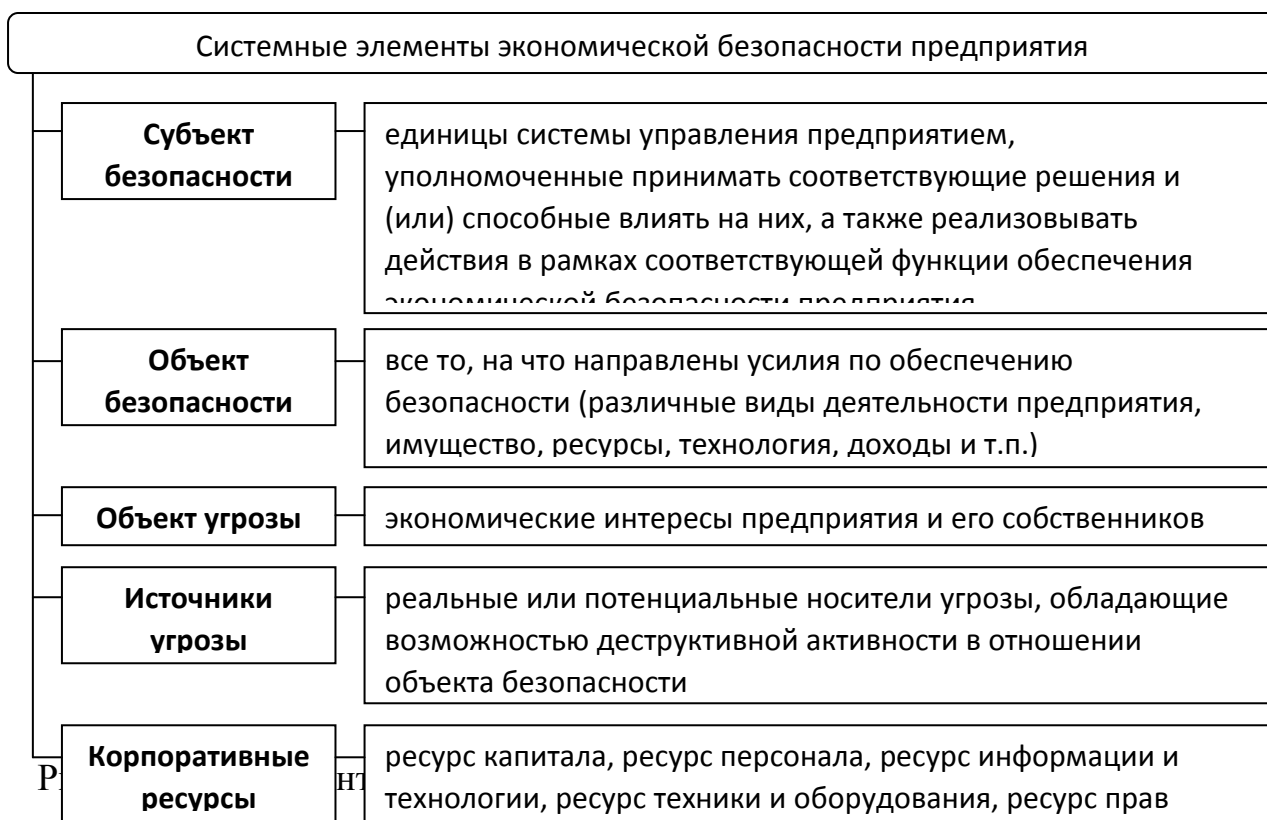 Системные элементы экономической безопасности предприятия
Субъект
безопасности
единицы системы управления предприятием,
уполномоченные принимать соответствующие решения и
(или) способные влиять на них, а также реализовывать
действия в рамках соответствующей функции обеспечения
экономической безопасности предприятия
Объект
безопасности
все то, на что направлены усилия по обеспечению
безопасности (различные виды деятельности предприятия,
имущество, ресурсы, технология, доходы и т.п.)
Объект угрозы
экономические интересы предприятия и его собственников
Источники
угрозы
реальные или потенциальные носители угрозы, обладающие
возможностью деструктивной активности в отношении
объекта безопасности
Корпоративные
ресурсы
ресурс капитала, ресурс персонала, ресурс информации и
технологии, ресурс техники и оборудования, ресурс прав